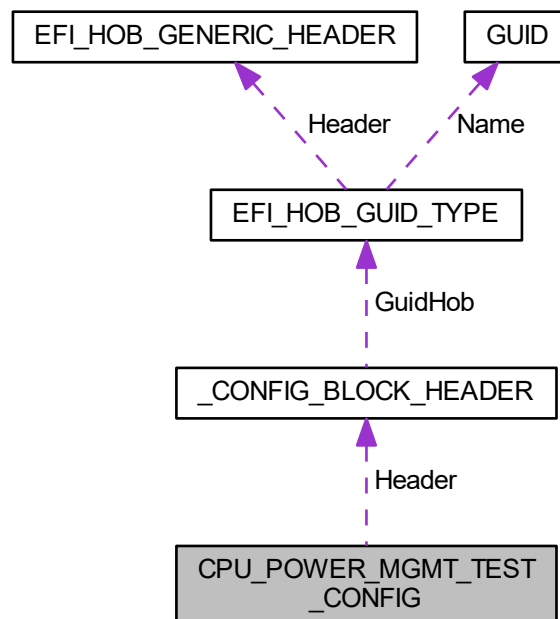 EFI_HOB_GENERIC_HEADER
GUID
Header
Name
EFI_HOB_GUID_TYPE
GuidHob
_CONFIG_BLOCK_HEADER
Header
CPU_POWER_MGMT_TEST
_CONFIG